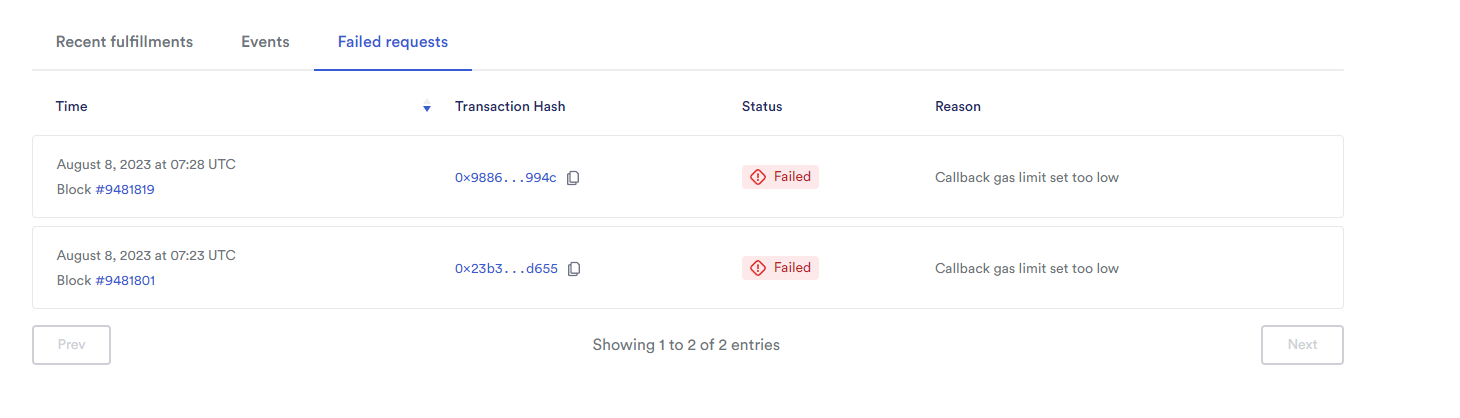 Recent fulfillments Events Failed requests
Time Transaction Hash Status Reason
August 8, 2023 at 07:28 UTC
Block #9481819
0x9886...994c Failed Callback gas limit set too low
August 8, 2023 at 07:23 UTC
Block #9481801
0x23b3...d655 Failed Callback gas limit set too low
Prev Showing 1 to 2 of 2 entries Next